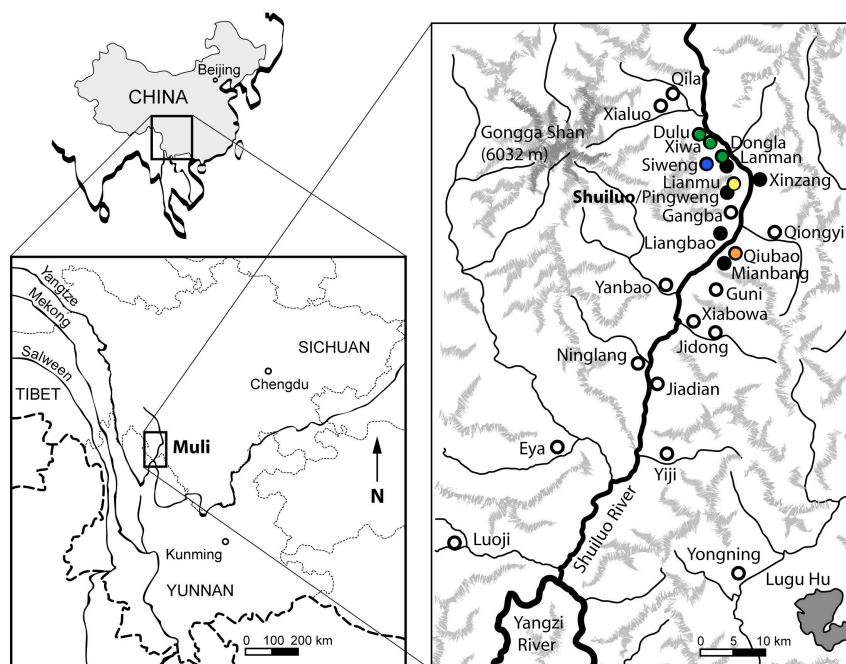 Beijing
CHINA
Yangtze
Mekong
Salween
TIBET
SICHUAN
Chengdu
Muli
N
Kunming
YUNNAN
0 100 200 km
Qila
Xialuo
Gongga Shan
(6032 m)
Dulu
Xiwa
Dongla
Lanman
Siweng
Lianmu
Xinzang
Shuiluo/Pingweng
Gangba
Qiongyi
Liangbao
Qiubao
Mianbang
Yanbao
Guni
Xiabowa
Jidong
Ninglang
Jiadian
Eya
Yiji
Shuiluo River
Luoji
Yongning
Lugu Hu
Yangzi
River
0 5 10 km